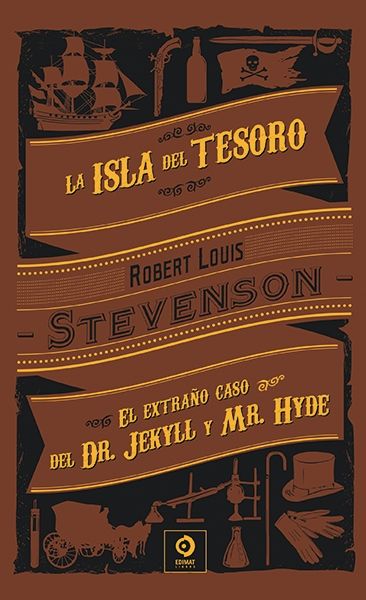 LA ISLA DEL TESORO
ROBERT LOUIS
- STEVENSON -
EL EXTRAÑO CASO
DEL DR. JEKYLL Y MR. HYDE
EDIMAT
LIBROS